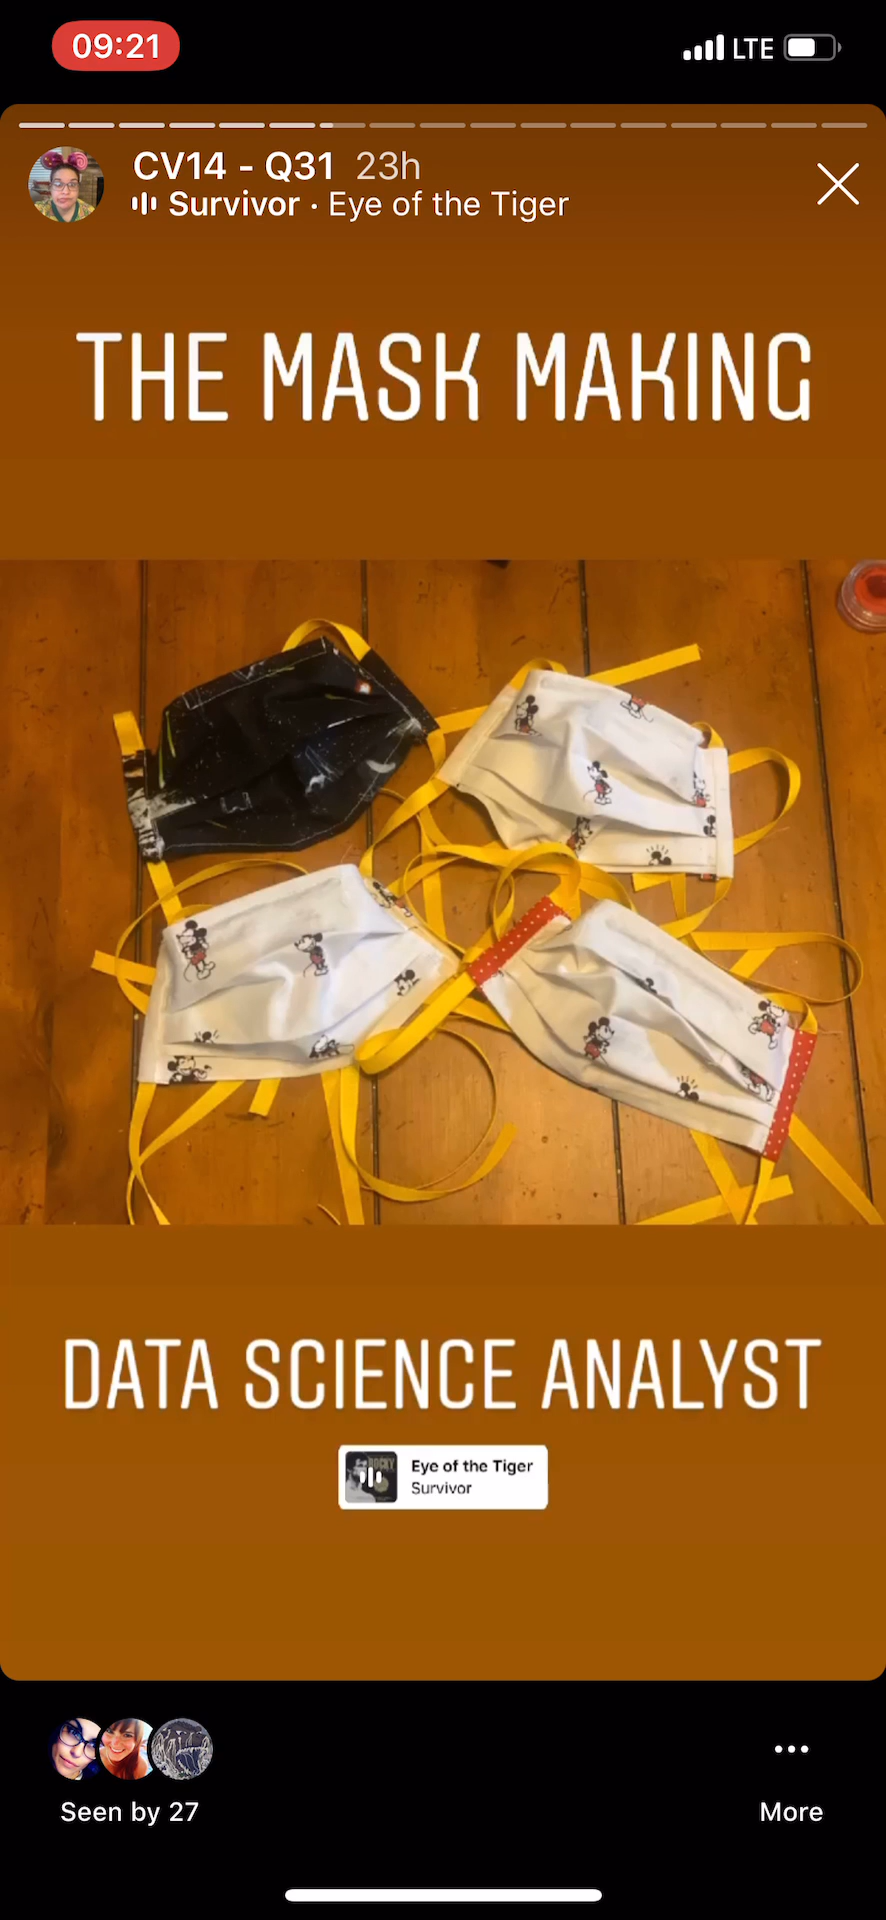 09:21
LTE
CV14 - Q31 23h
Survivor · Eye of the Tiger
THE MASK MAKING
DATA SCIENCE ANALYST
ROCKY
Eye of the Tiger
Survivor
Seen by 27
More